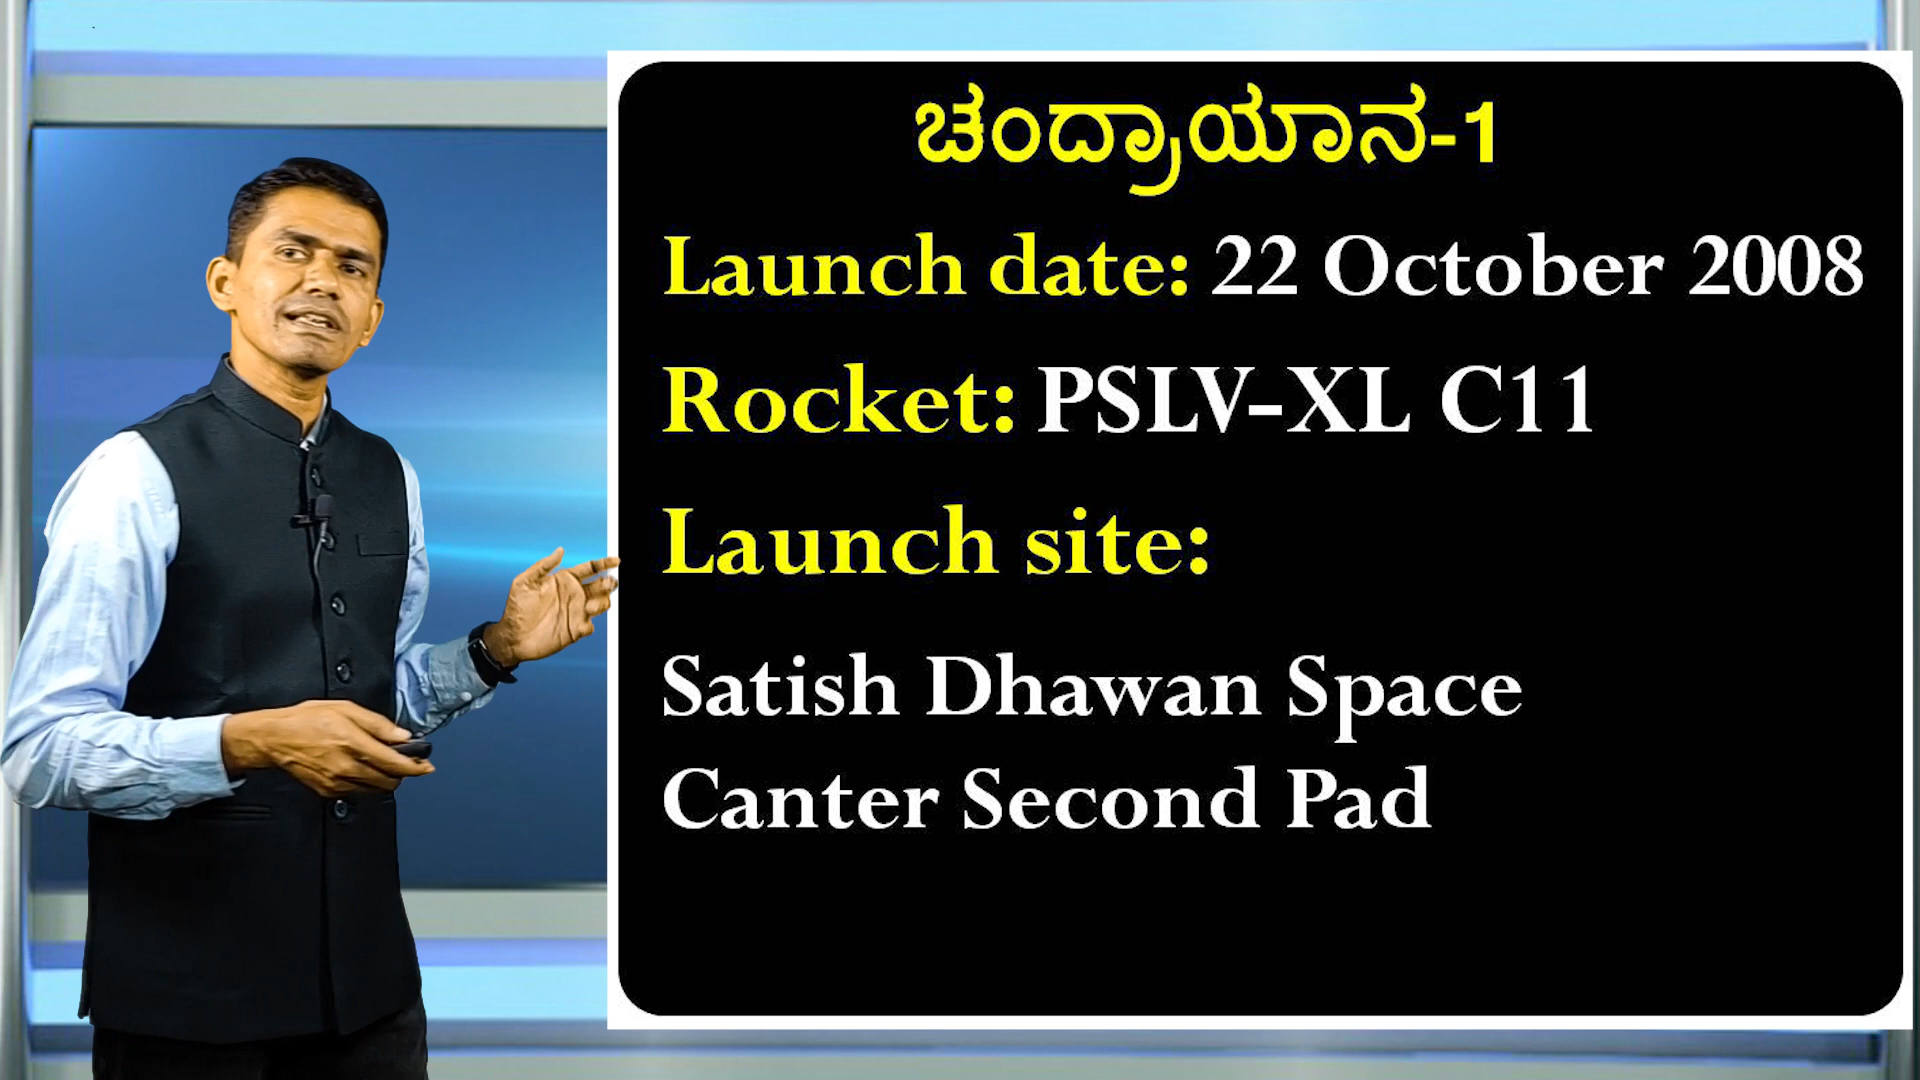 ಚಂದ್ರಾಯಾನ-1
Launch date: 22 October 2008
Rocket: PSLV-XL C11
Launch site:
Satish Dhawan Space
Canter Second Pad